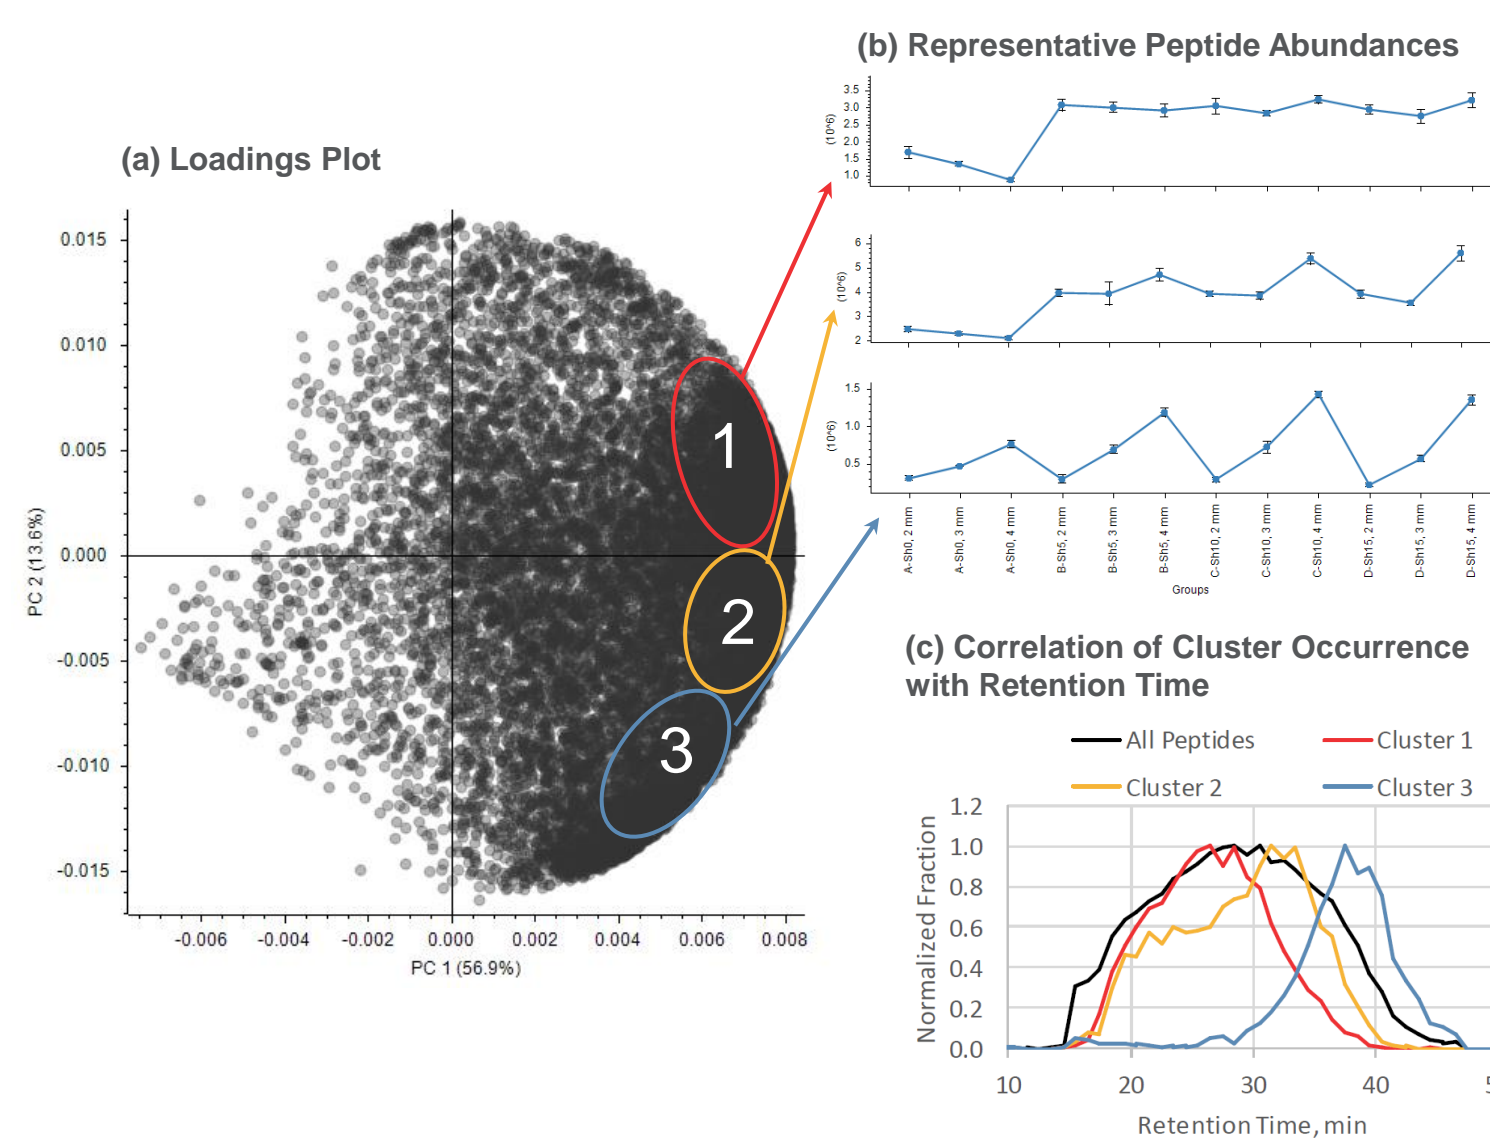 (b) Representative Peptide Abundances
(a) Loadings Plot
3.5
3.0
2.5
2.0
1.5
1.0
(10^6)
6
5
4
3
2
(10^6)
1.5
1.0
0.5
(10^6)
A-Sh0, 2 mm
A-Sh0, 3 mm
A-Sh0, 4 mm
B-Sh5, 2 mm
B-Sh5, 3 mm
B-Sh5, 4 mm
C-Sh10, 2 mm
C-Sh10, 3 mm
C-Sh10, 4 mm
D-Sh15, 2 mm
D-Sh15, 3 mm
D-Sh15, 4 mm
Groups
0.015
0.010
0.005
0.000
-0.005
-0.010
-0.015
PC 2 (13.6%)
1
2
3
-0.006 -0.004 -0.002 0.000 0.002 0.004 0.006 0.008
PC 1 (56.9%)
(c) Correlation of Cluster Occurrence
with Retention Time
All Peptides Cluster 1
Cluster 2 Cluster 3
1.2
1.0
0.8
0.6
0.4
0.2
0.0
Normalized Fraction
10 20 30 40
Retention Time, min